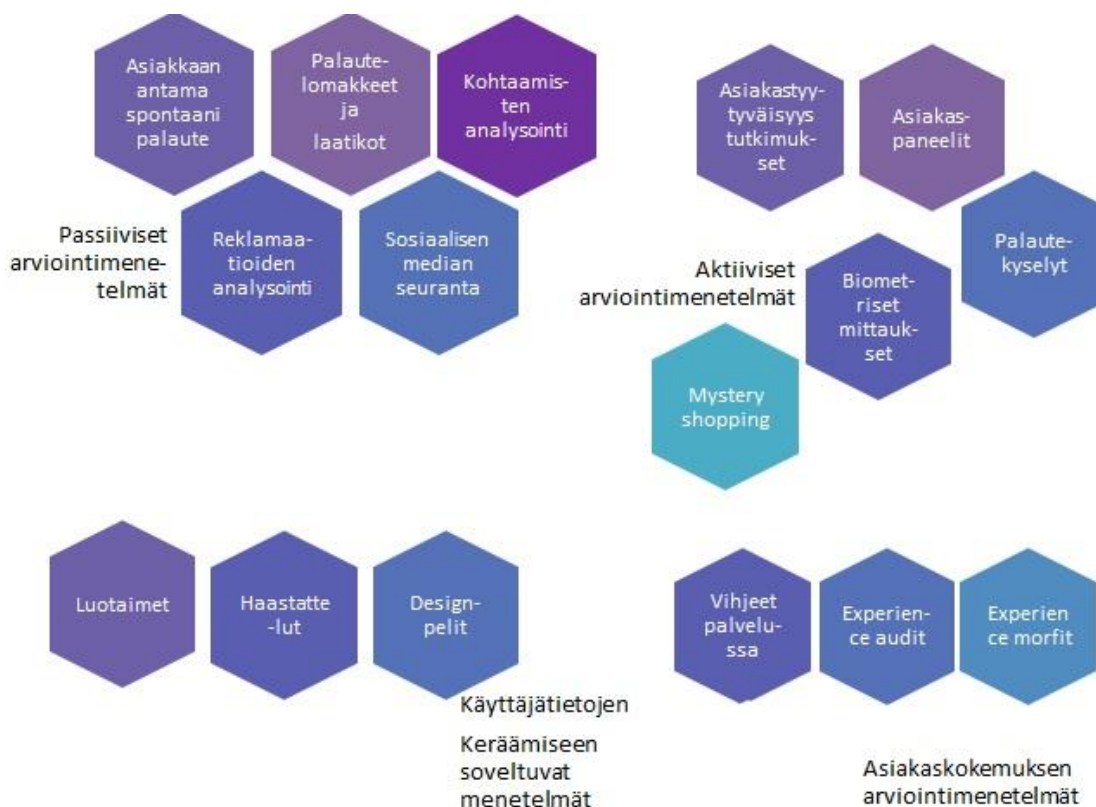 Asiakkaan
antama
spontaani
palaute
Palaute-
lomakkeet
ja
laatikot
Kohtaamis-
ten
analysointi
Reklamaa-
tioiden
analysointi
Sosiaalisen
median
seuranta
Passiiviset
arviointimene-
telmät
Asiakastyy-
tyväisyys
tutkimuk-
set
Asiakas-
paneelit
Palaute-
kyselyt
Aktiiviset
arviointimenetelmät
Biomet-
riset
mittauk-
set
Mystery
shopping
Luotaimet
Haastatte
-lut
Design-
pelit
Käyttäjätietojen
Keräämiseen
soveltuvat
menetelmät
Vihjeet
palvelu-
ssa
Experien-
ce audit
Experien
ce morfit
Asiakaskokemuksen
arviointimenetelmät